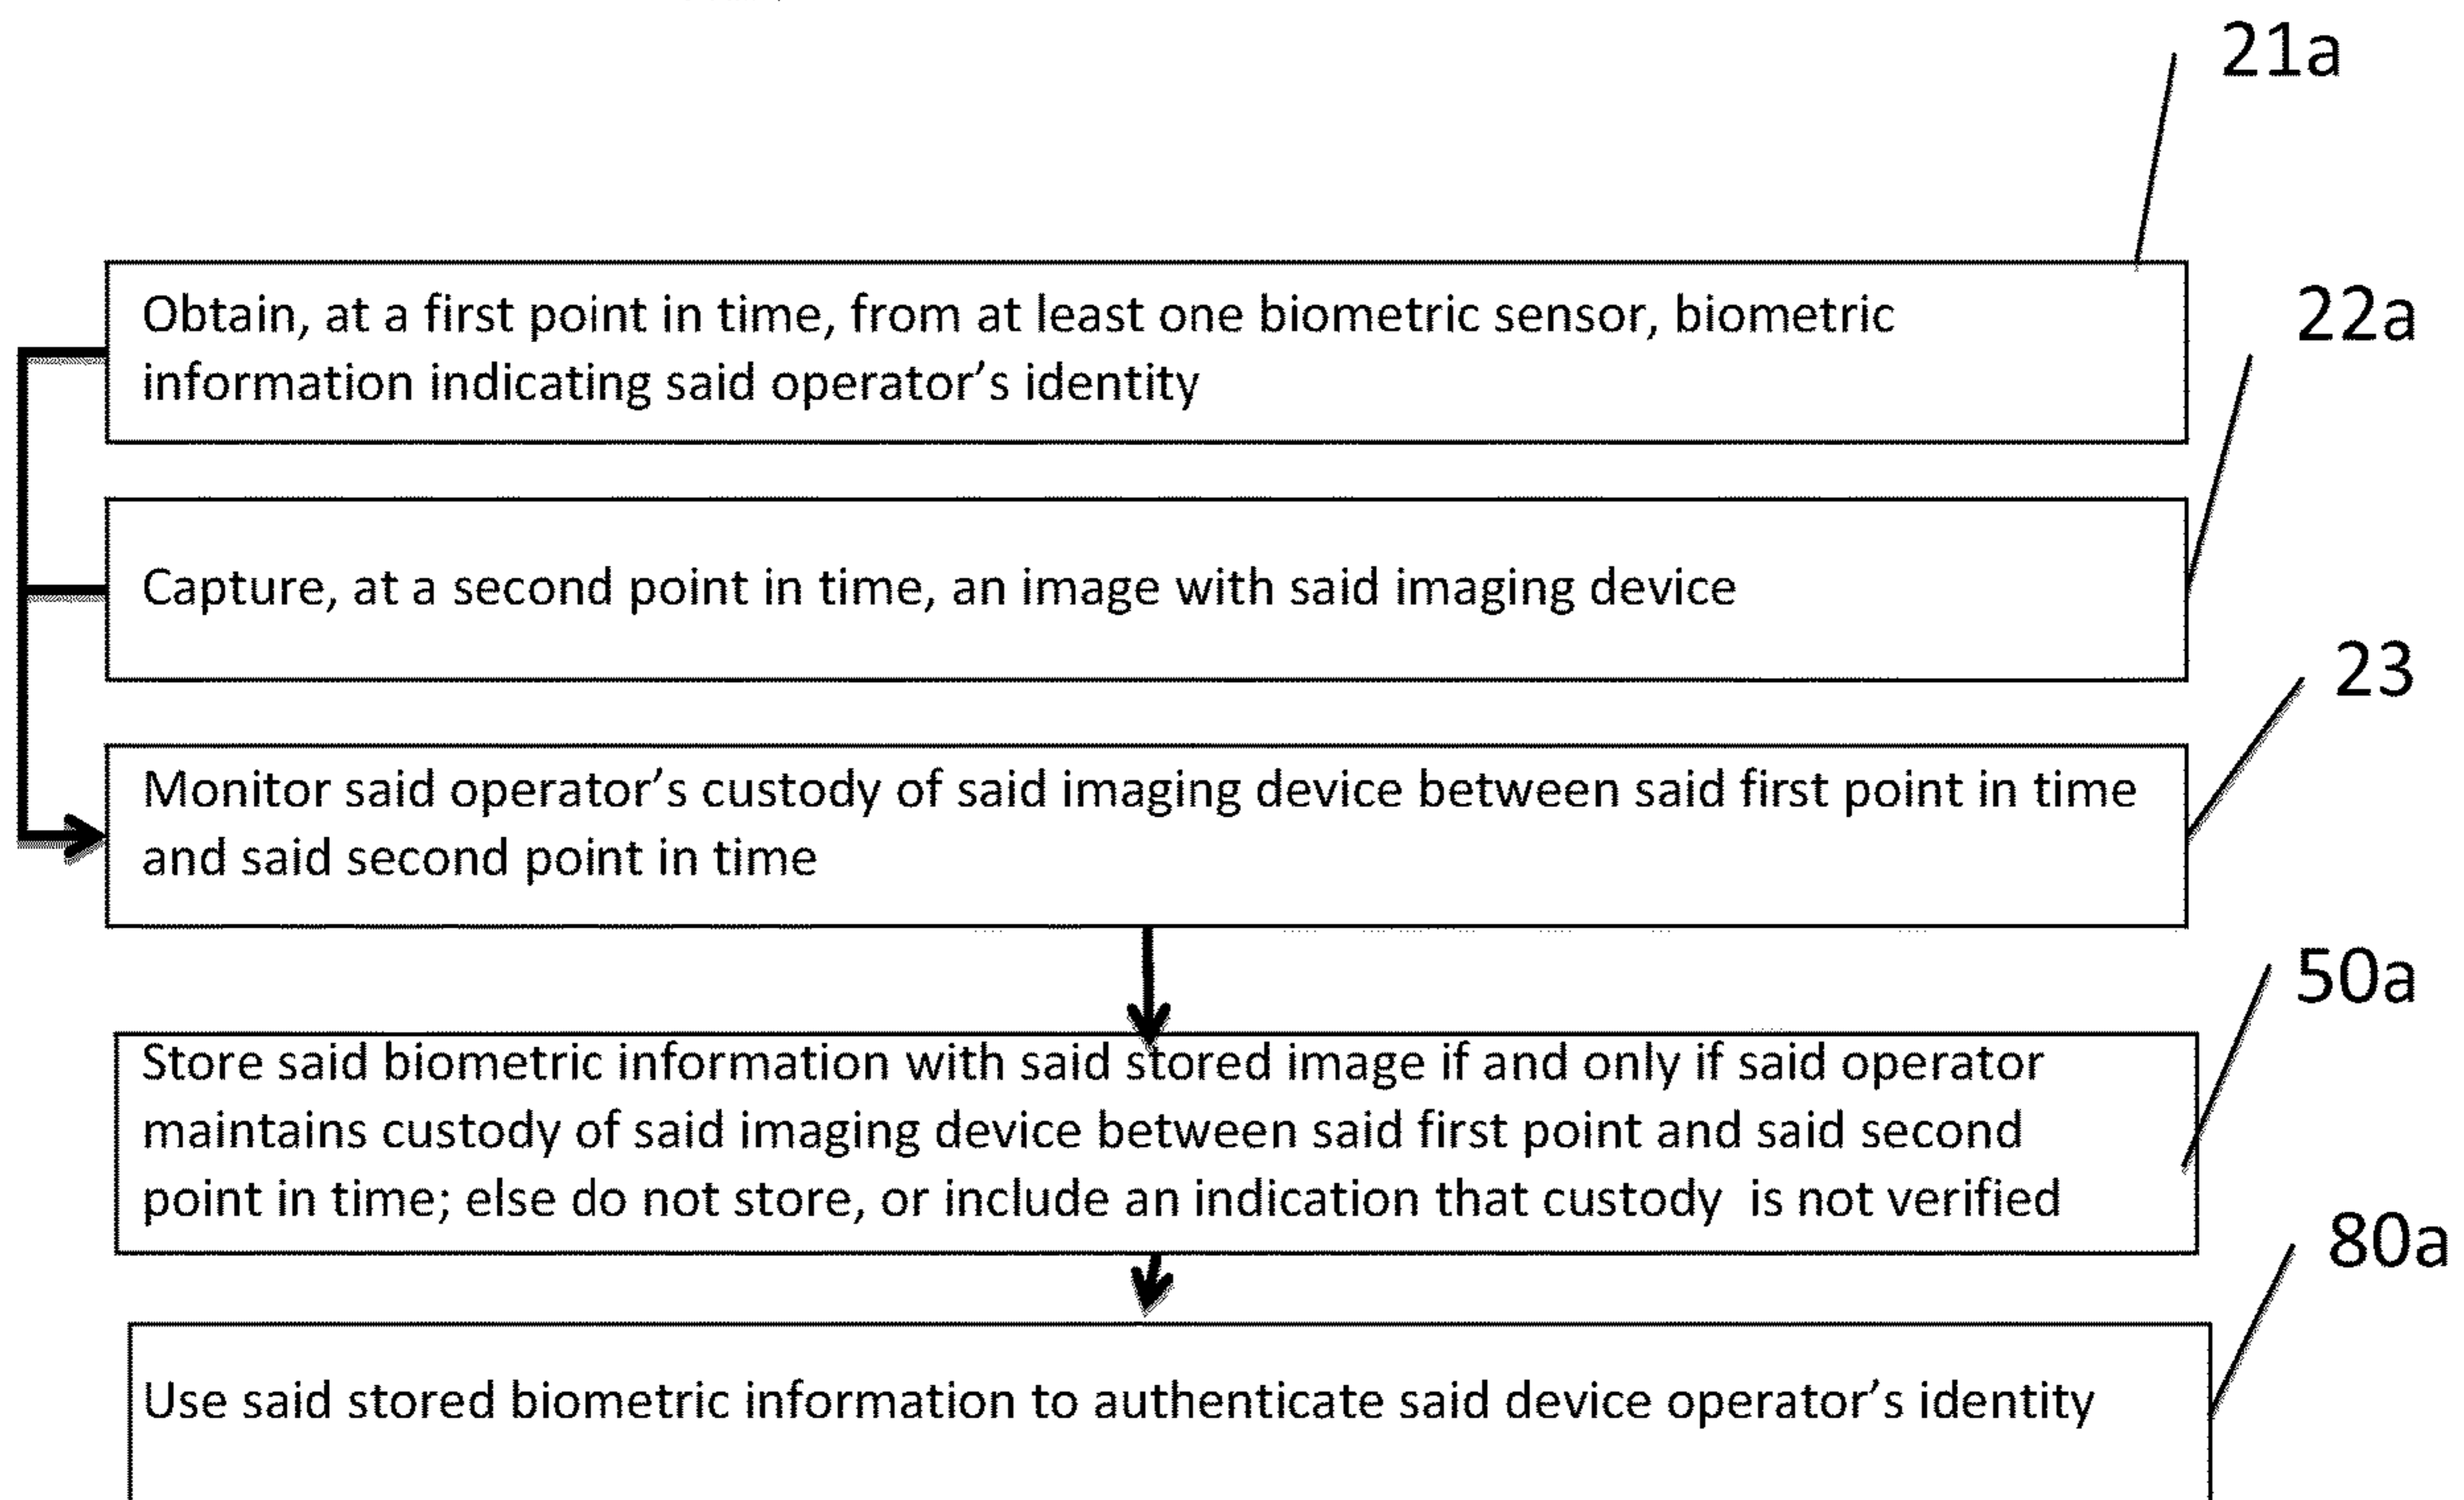 21a
Obtain, at a first point in time, from at least one biometric sensor, biometric
information indicating said operator's identity
22a
Capture, at a second point in time, an image with said imaging device
23
Monitor said operator's custody of said imaging device between said first point in time
and said second point in time
50a
Store said biometric information with said stored image if and only if said operator
maintains custody of said imaging device between said first point and said second
point in time; else do not store, or include an indication that custody  is not verified
80a
Use said stored biometric information to authenticate said device operator's identity